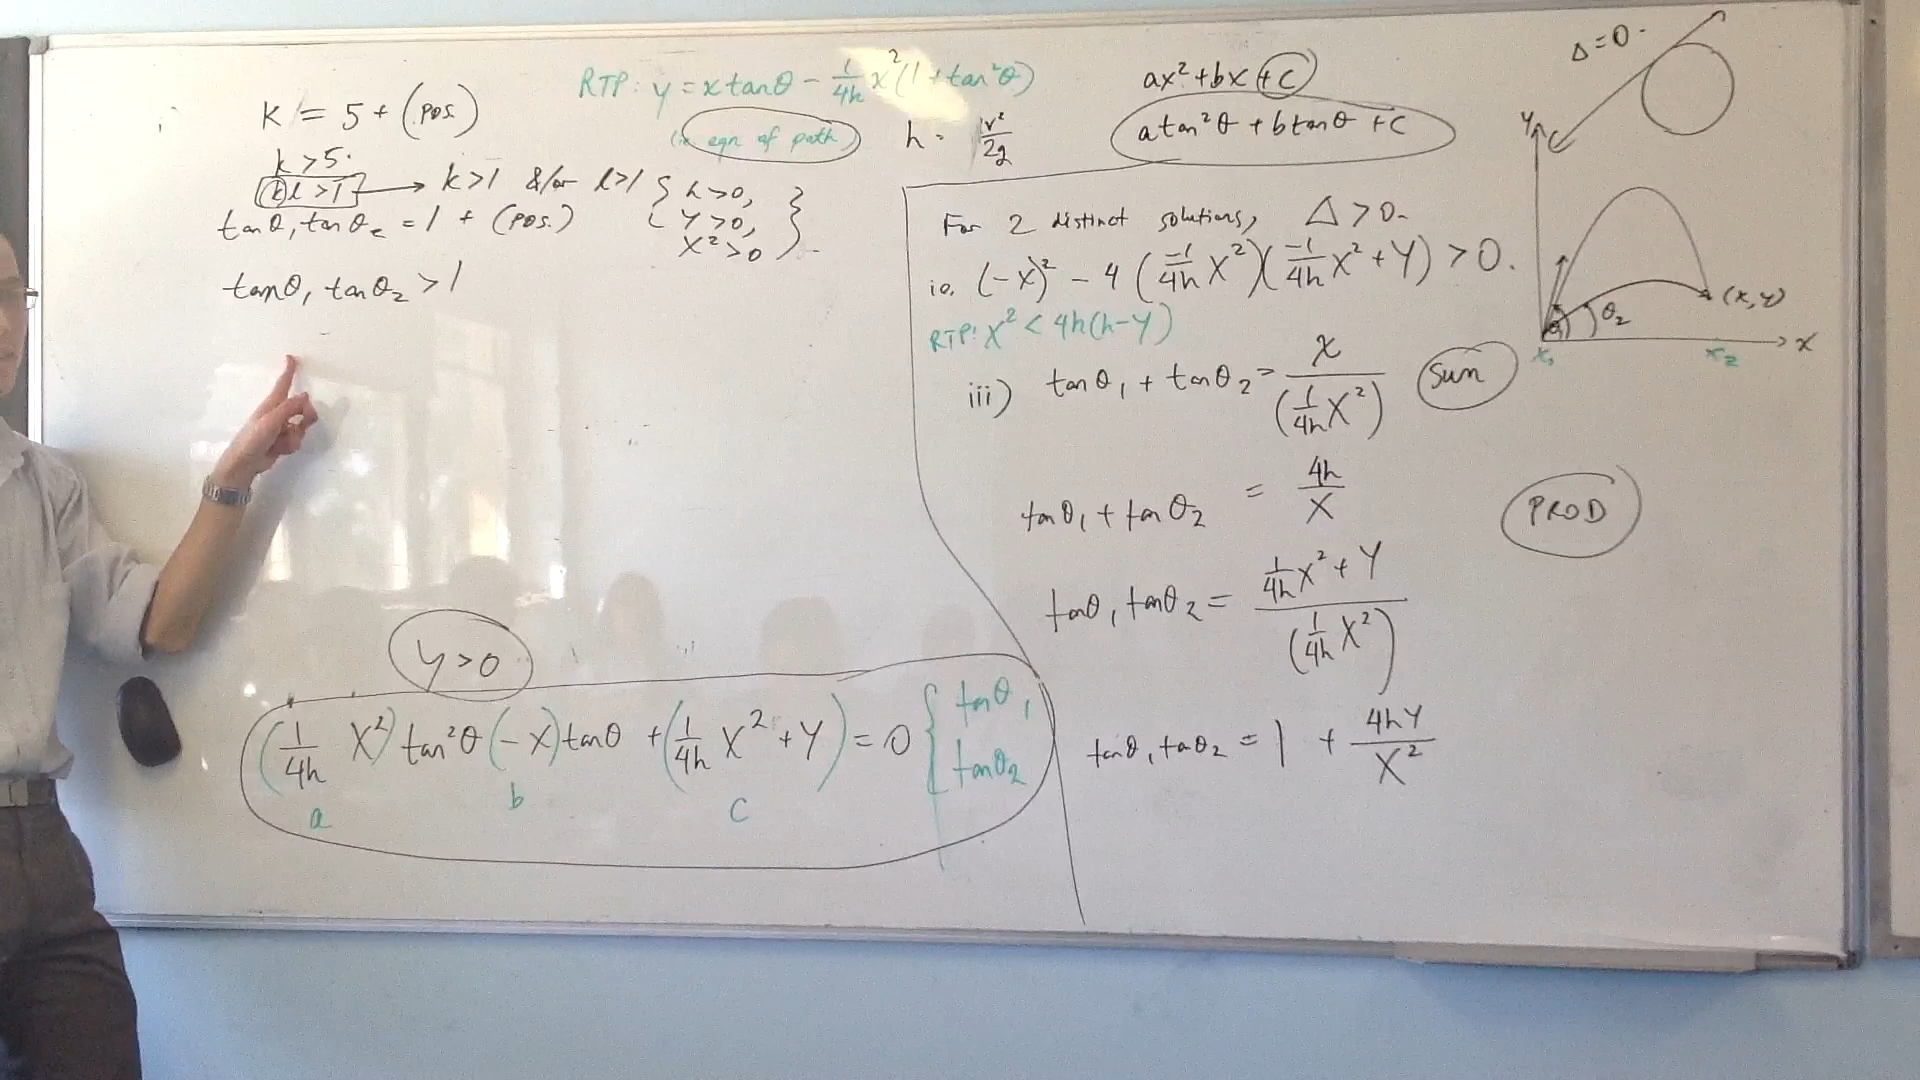 RTP: y = x tanθ - 1/4h x²(1 + tan²θ)
(ie eqn of path)
h = v²/2g
ax² + bx + c
a tan²θ + b tanθ + c
Δ = 0.
K = 5 + (pos.)
k > 5.
kl > 1 → k > 1 &/or l > 1 { h > 0,
Y > 0,
X² > 0 }
tanθ₁ tanθ₂ = 1 + (pos.)
tanθ₁ tanθ₂ > 1
For 2 distinct solutions, Δ > 0.
ie. (-X)² - 4(-1/4h X²)(-1/4h X² + Y) > 0.
RTP: X² < 4h(h-Y)
iii) tanθ₁ + tanθ₂ = X/(1/4h X²)
SUM
tanθ₁ + tanθ₂ = 4h/X
PROD
tanθ₁ tanθ₂ = (1/4h X² + Y)/(1/4h X²)
tanθ₁, tanθ₂ = 1 + 4hY/X²
y
(X, Y)
θ₂
x
x₁
x₂
y > 0
(1/4h X²) tan²θ (-X) tanθ + (1/4h X² + Y) = 0 { tanθ₁
tanθ₂
a b c